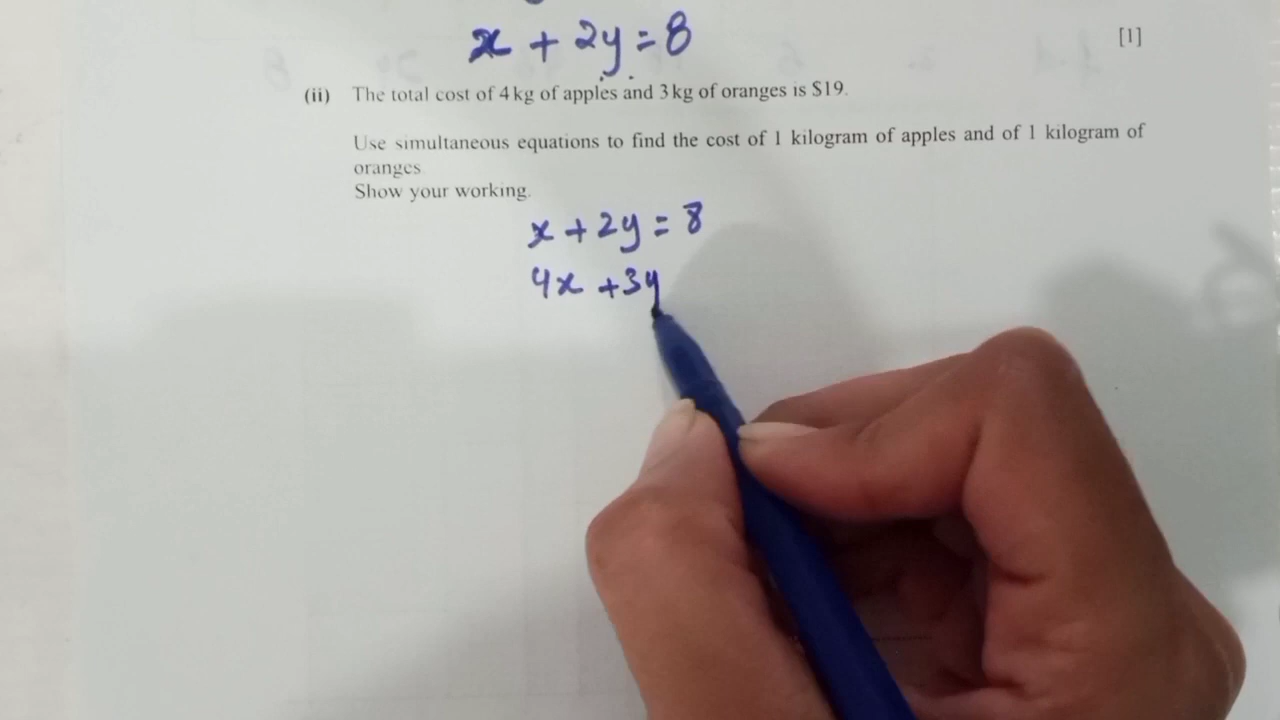 x + 2y = 8
[1]
(ii) The total cost of 4 kg of apples and 3 kg of oranges is $19.
Use simultaneous equations to find the cost of 1 kilogram of apples and of 1 kilogram of
oranges
Show your working.
x + 2y = 8
4x + 3y